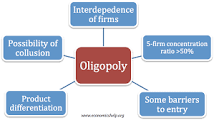 Interdepedence
of firms
Possibility of
collusion
5-firm concentration
ratio >50%
Oligopoly
Product
differentiation
Some barriers
to entry
www.economicshelp.org